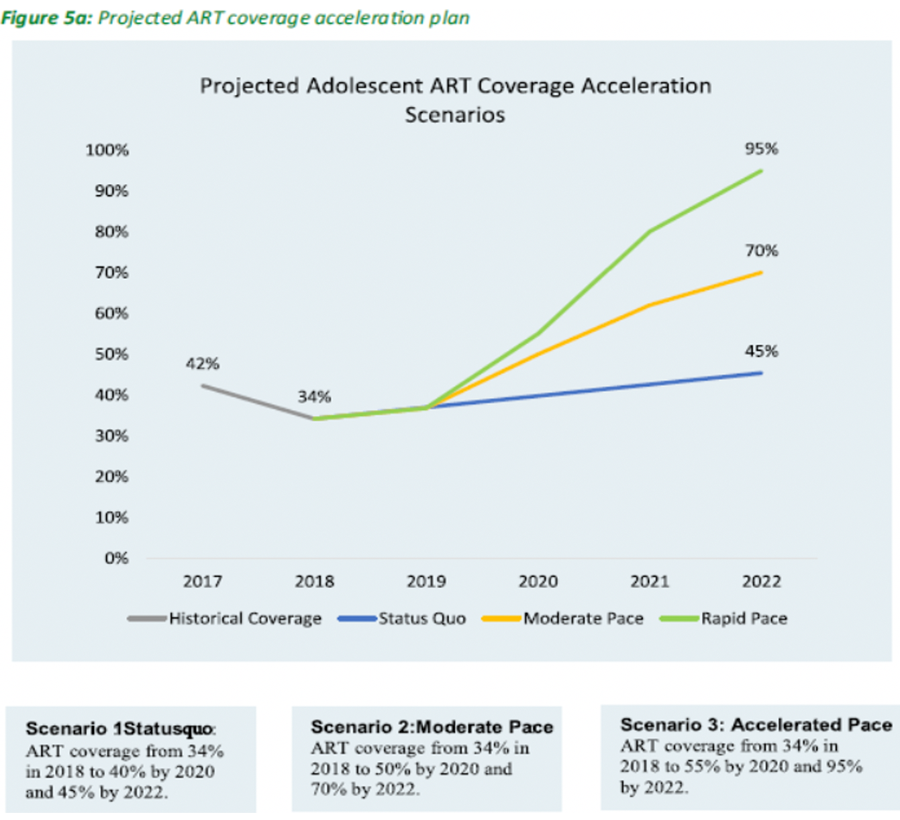 Figure 5a: Projected ART coverage acceleration plan
Projected Adolescent ART Coverage Acceleration
Scenarios
100%
90%
80%
70%
60%
50%
40%
30%
20%
10%
0%
42%
34%
95%
70%
45%
2017 2018 2019 2020 2021 2022
Historical Coverage Status Quo Moderate Pace Rapid Pace
Scenario 1Statusquo:
ART coverage from 34%
in 2018 to 40% by 2020
and 45% by 2022.
Scenario 2:Moderate Pace
ART coverage from 34% in
2018 to 50% by 2020 and
70% by 2022.
Scenario 3: Accelerated Pace
ART coverage from 34% in
2018 to 55% by 2020 and 95%
by 2022.